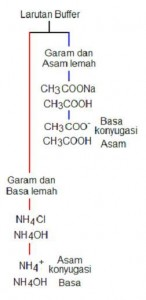 Larutan Buffer
Garam dan
Asam lemah
CH3COONa
CH3COOH
CH3COO- Basa
konyugasi
CH3COOH Asam
Garam dan
Basa lemah
NH4Cl
NH4OH
NH4+ Asam
konyugasi
NH4OH Basa